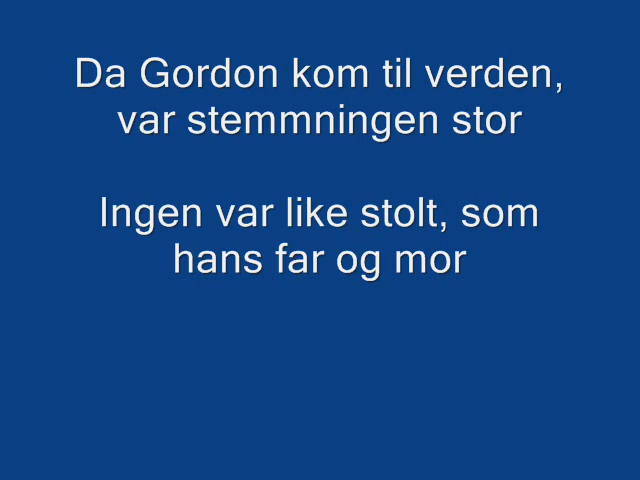 Da Gordon kom til verden,
var stemmningen stor
Ingen var like stolt, som
hans far og mor